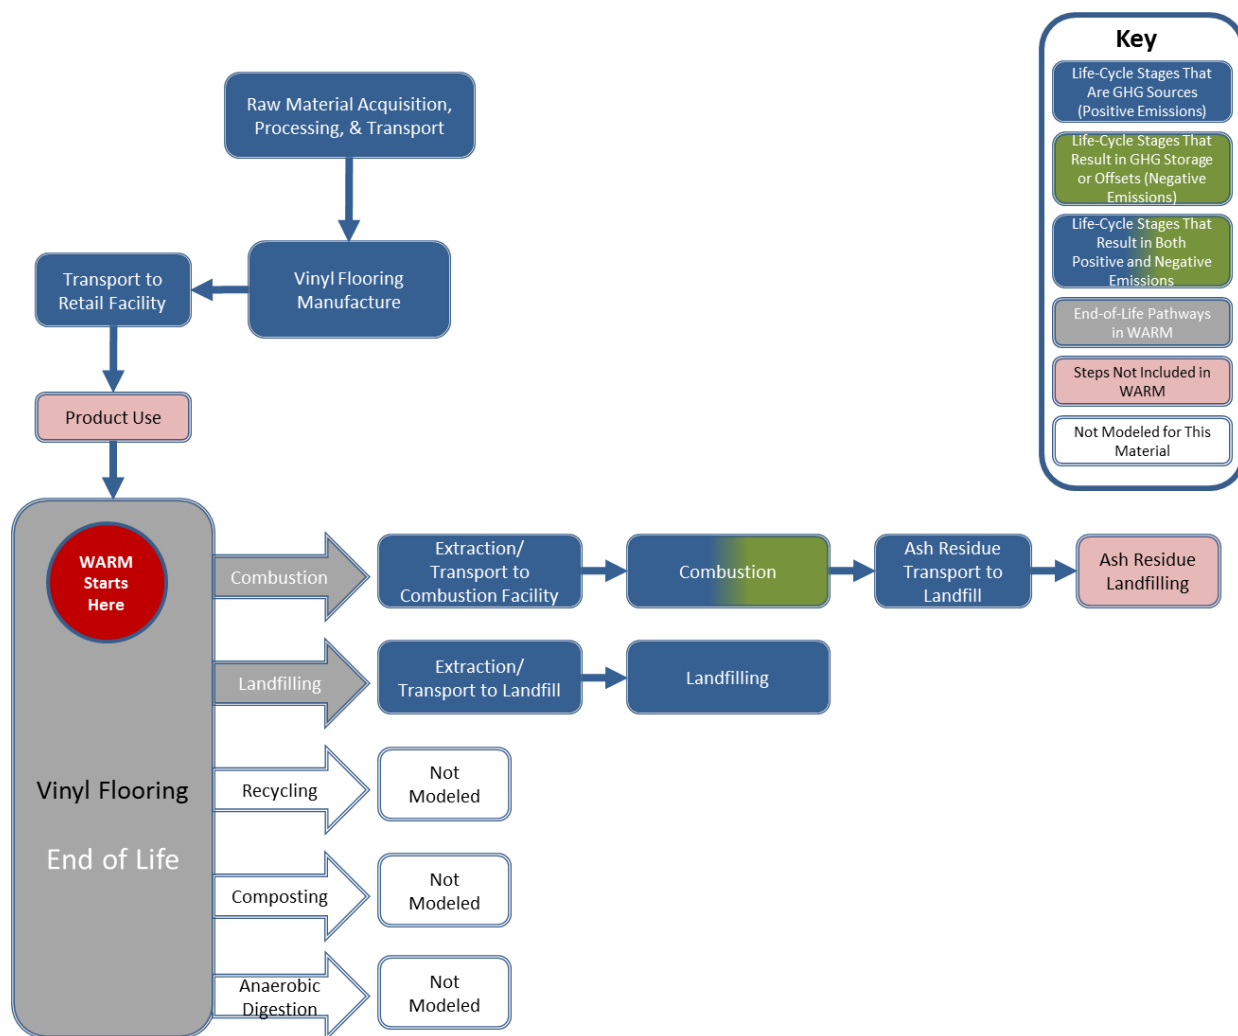 Key
Life-Cycle Stages That
Are GHG Sources
(Positive Emissions)
Life-Cycle Stages That
Result in GHG Storage
or Offsets (Negative
Emissions)
Life-Cycle Stages That
Result in Both
Positive and Negative
Emissions
End-of-Life Pathways
in WARM
Steps Not Included in
WARM
Not Modeled for This
Material
Raw Material Acquisition,
Processing, & Transport
Vinyl Flooring
Manufacture
Transport to
Retail Facility
Product Use
WARM
Starts
Here
Vinyl Flooring
End of Life
Combustion
Extraction/
Transport to
Combustion Facility
Combustion
Ash Residue
Transport to
Landfill
Ash Residue
Landfilling
Landfilling
Extraction/
Transport to Landfill
Landfilling
Recycling
Not
Modeled
Composting
Not
Modeled
Anaerobic
Digestion
Not
Modeled